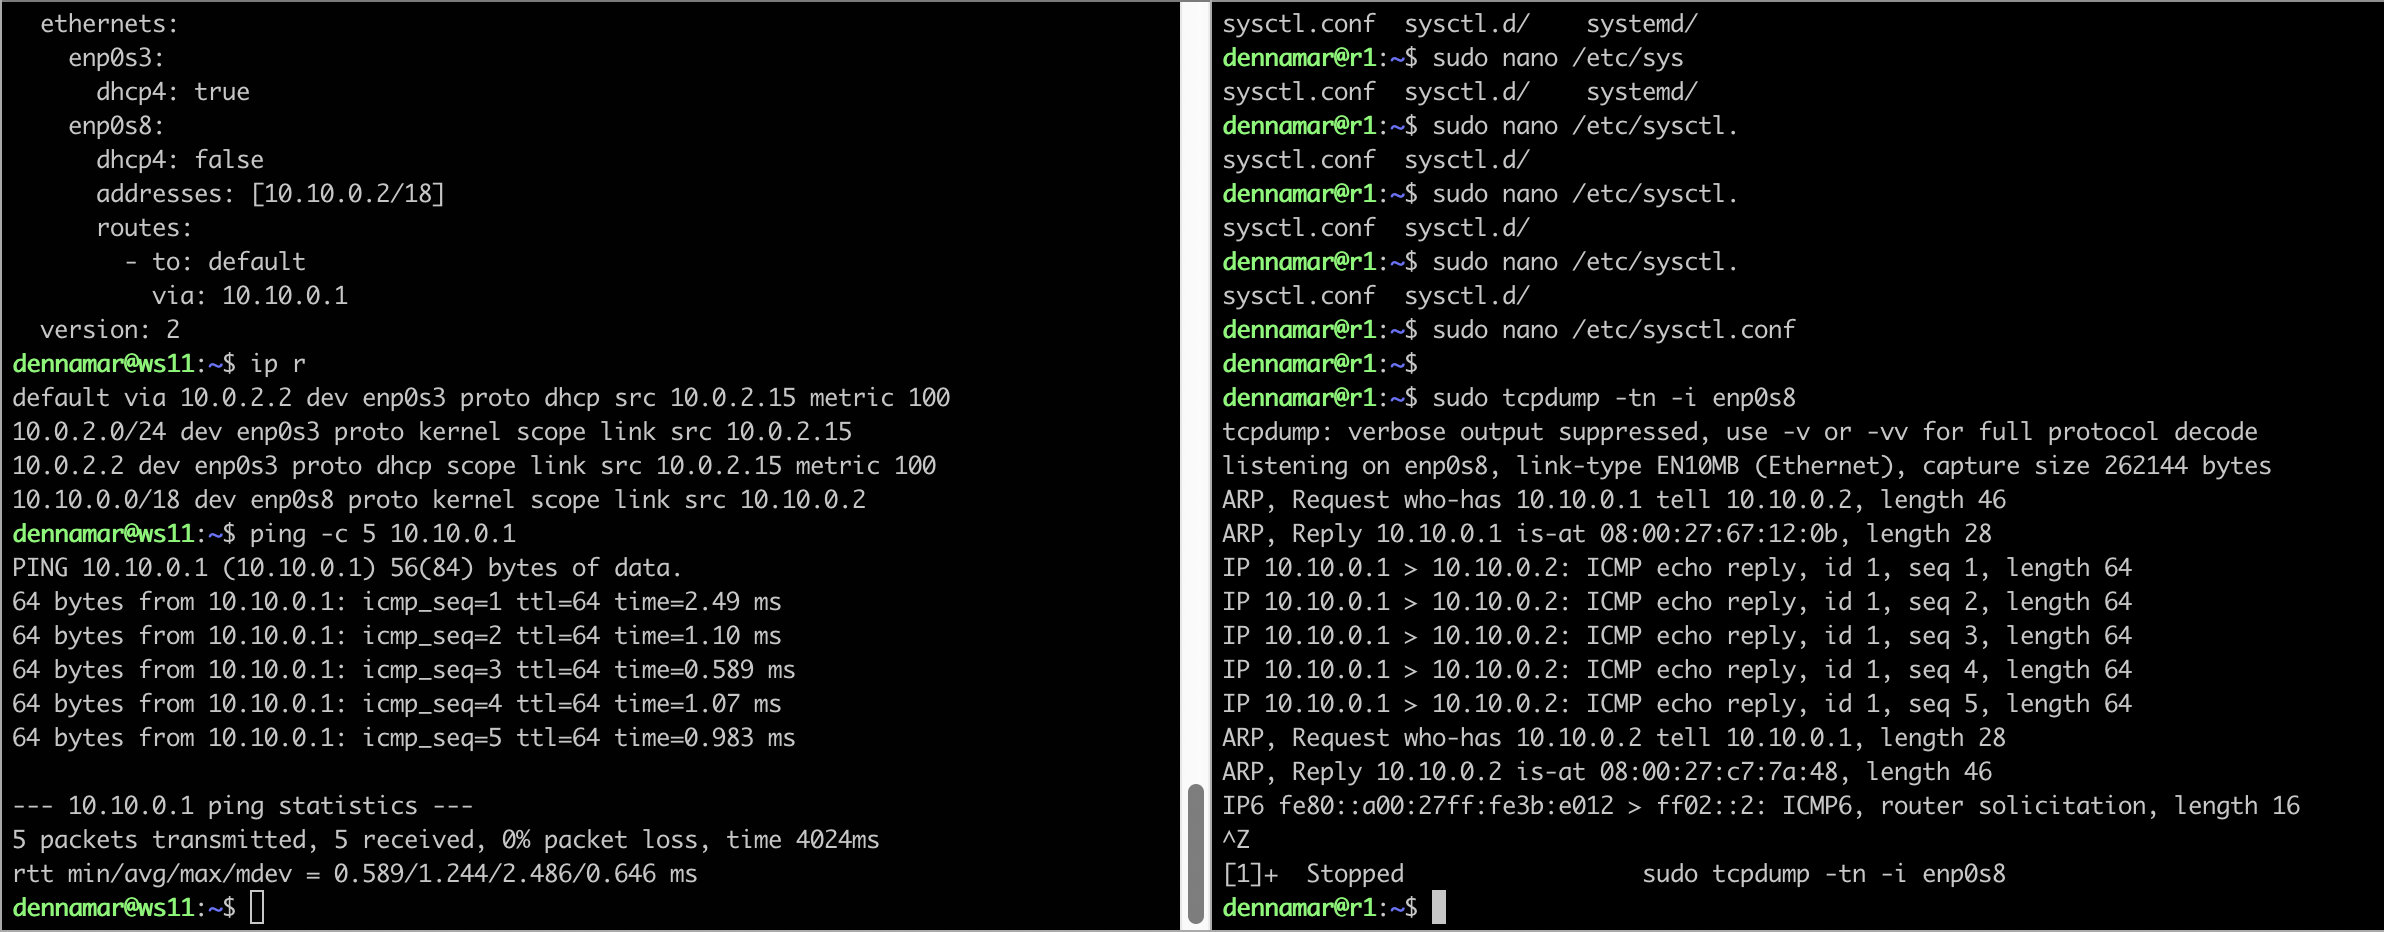 ethernets:
    enp0s3:
      dhcp4: true
    enp0s8:
      dhcp4: false
      addresses: [10.10.0.2/18]
      routes:
        - to: default
          via: 10.10.0.1
  version: 2
dennamar@ws11:~$ ip r
default via 10.0.2.2 dev enp0s3 proto dhcp src 10.0.2.15 metric 100
10.0.2.0/24 dev enp0s3 proto kernel scope link src 10.0.2.15
10.0.2.2 dev enp0s3 proto dhcp scope link src 10.0.2.15 metric 100
10.10.0.0/18 dev enp0s8 proto kernel scope link src 10.10.0.2
dennamar@ws11:~$ ping -c 5 10.10.0.1
PING 10.10.0.1 (10.10.0.1) 56(84) bytes of data.
64 bytes from 10.10.0.1: icmp_seq=1 ttl=64 time=2.49 ms
64 bytes from 10.10.0.1: icmp_seq=2 ttl=64 time=1.10 ms
64 bytes from 10.10.0.1: icmp_seq=3 ttl=64 time=0.589 ms
64 bytes from 10.10.0.1: icmp_seq=4 ttl=64 time=1.07 ms
64 bytes from 10.10.0.1: icmp_seq=5 ttl=64 time=0.983 ms

--- 10.10.0.1 ping statistics ---
5 packets transmitted, 5 received, 0% packet loss, time 4024ms
rtt min/avg/max/mdev = 0.589/1.244/2.486/0.646 ms
dennamar@ws11:~$
sysctl.conf  sysctl.d/    systemd/
dennamar@r1:~$ sudo nano /etc/sys
sysctl.conf  sysctl.d/    systemd/
dennamar@r1:~$ sudo nano /etc/sysctl.
sysctl.conf  sysctl.d/
dennamar@r1:~$ sudo nano /etc/sysctl.
sysctl.conf  sysctl.d/
dennamar@r1:~$ sudo nano /etc/sysctl.
sysctl.conf  sysctl.d/
dennamar@r1:~$ sudo nano /etc/sysctl.conf
dennamar@r1:~$
dennamar@r1:~$ sudo tcpdump -tn -i enp0s8
tcpdump: verbose output suppressed, use -v or -vv for full protocol decode
listening on enp0s8, link-type EN10MB (Ethernet), capture size 262144 bytes
ARP, Request who-has 10.10.0.1 tell 10.10.0.2, length 46
ARP, Reply 10.10.0.1 is-at 08:00:27:67:12:0b, length 28
IP 10.10.0.1 > 10.10.0.2: ICMP echo reply, id 1, seq 1, length 64
IP 10.10.0.1 > 10.10.0.2: ICMP echo reply, id 1, seq 2, length 64
IP 10.10.0.1 > 10.10.0.2: ICMP echo reply, id 1, seq 3, length 64
IP 10.10.0.1 > 10.10.0.2: ICMP echo reply, id 1, seq 4, length 64
IP 10.10.0.1 > 10.10.0.2: ICMP echo reply, id 1, seq 5, length 64
ARP, Request who-has 10.10.0.2 tell 10.10.0.1, length 28
ARP, Reply 10.10.0.2 is-at 08:00:27:c7:7a:48, length 46
IP6 fe80::a00:27ff:fe3b:e012 > ff02::2: ICMP6, router solicitation, length 16
^Z
[1]+  Stopped                 sudo tcpdump -tn -i enp0s8
dennamar@r1:~$